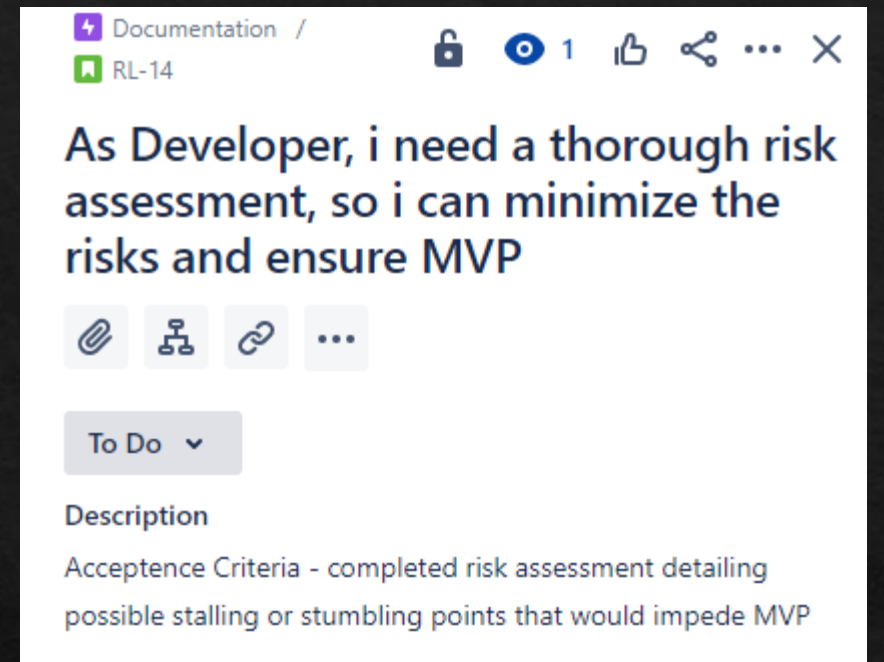 Documentation /
RL-14
1
As Developer, i need a thorough risk
assessment, so i can minimize the
risks and ensure MVP
To Do
Description
Acceptence Criteria - completed risk assessment detailing
possible stalling or stumbling points that would impede MVP